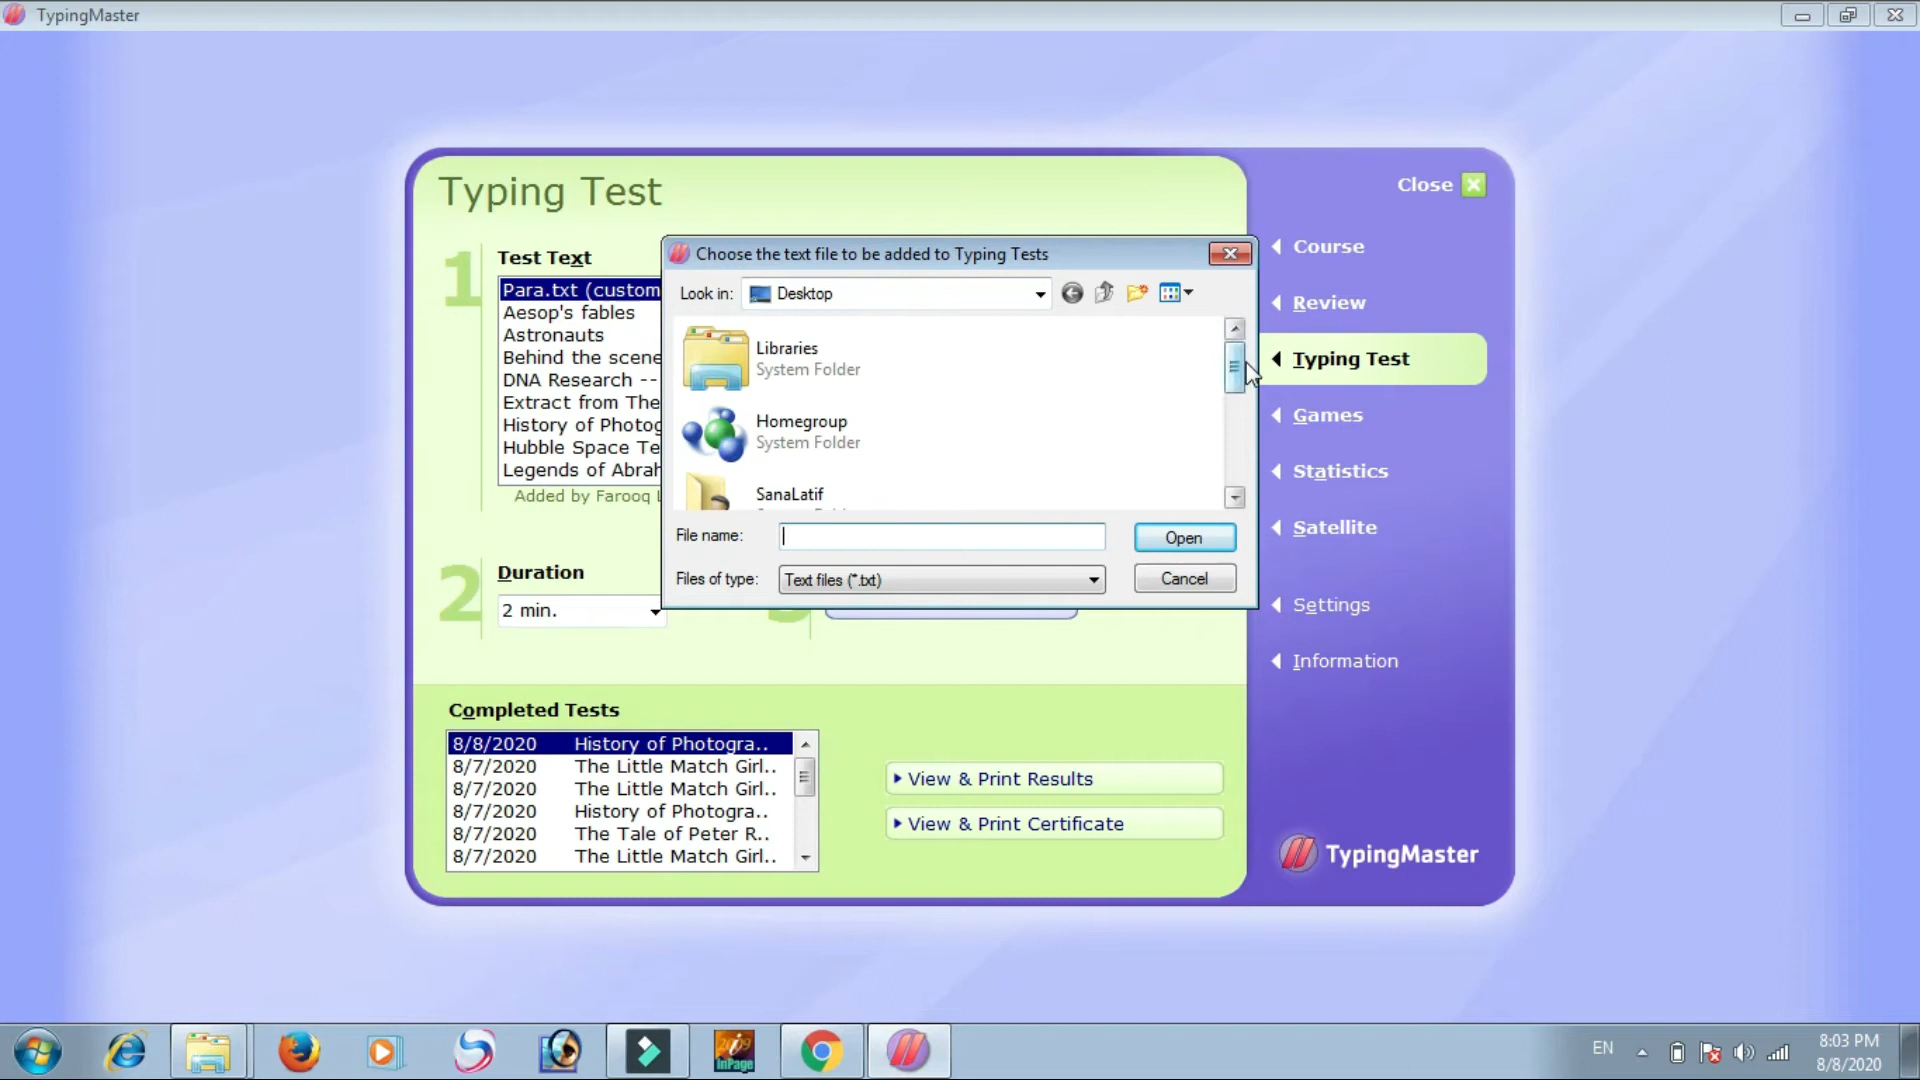 TypingMaster
Typing Test
Close
1
Test Text
Para.txt (custom
Aesop's fables
Astronauts
Behind the scene
DNA Research --
Extract from The
History of Photog
Hubble Space Te
Legends of Abrah
Added by Farooq L
Choose the text file to be added to Typing Tests
Look in:
Desktop
Libraries
System Folder
Homegroup
System Folder
SanaLatif
File name:
Open
Files of type:
Text files (*.txt)
Cancel
2
Duration
2 min.
Course
Review
Typing Test
Games
Statistics
Satellite
Settings
Information
Completed Tests
8/8/2020 History of Photogra..
8/7/2020 The Little Match Girl..
8/7/2020 The Little Match Girl..
8/7/2020 History of Photogra..
8/7/2020 The Tale of Peter R..
8/7/2020 The Little Match Girl..
View & Print Results
View & Print Certificate
TypingMaster
2009
InPage
EN
8:03 PM
8/8/2020